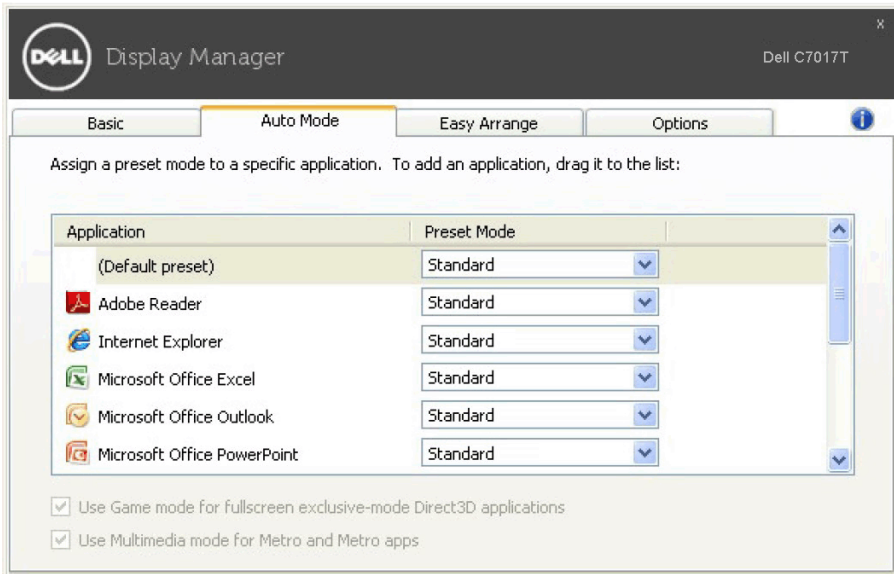 DELL Display Manager
x
Dell C7017T
Basic Auto Mode Easy Arrange Options
Assign a preset mode to a specific application. To add an application, drag it to the list:
Application Preset Mode
(Default preset) Standard
Adobe Reader Standard
Internet Explorer Standard
Microsoft Office Excel Standard
Microsoft Office Outlook Standard
Microsoft Office PowerPoint Standard
Use Game mode for fullscreen exclusive-mode Direct3D applications
Use Multimedia mode for Metro and Metro apps